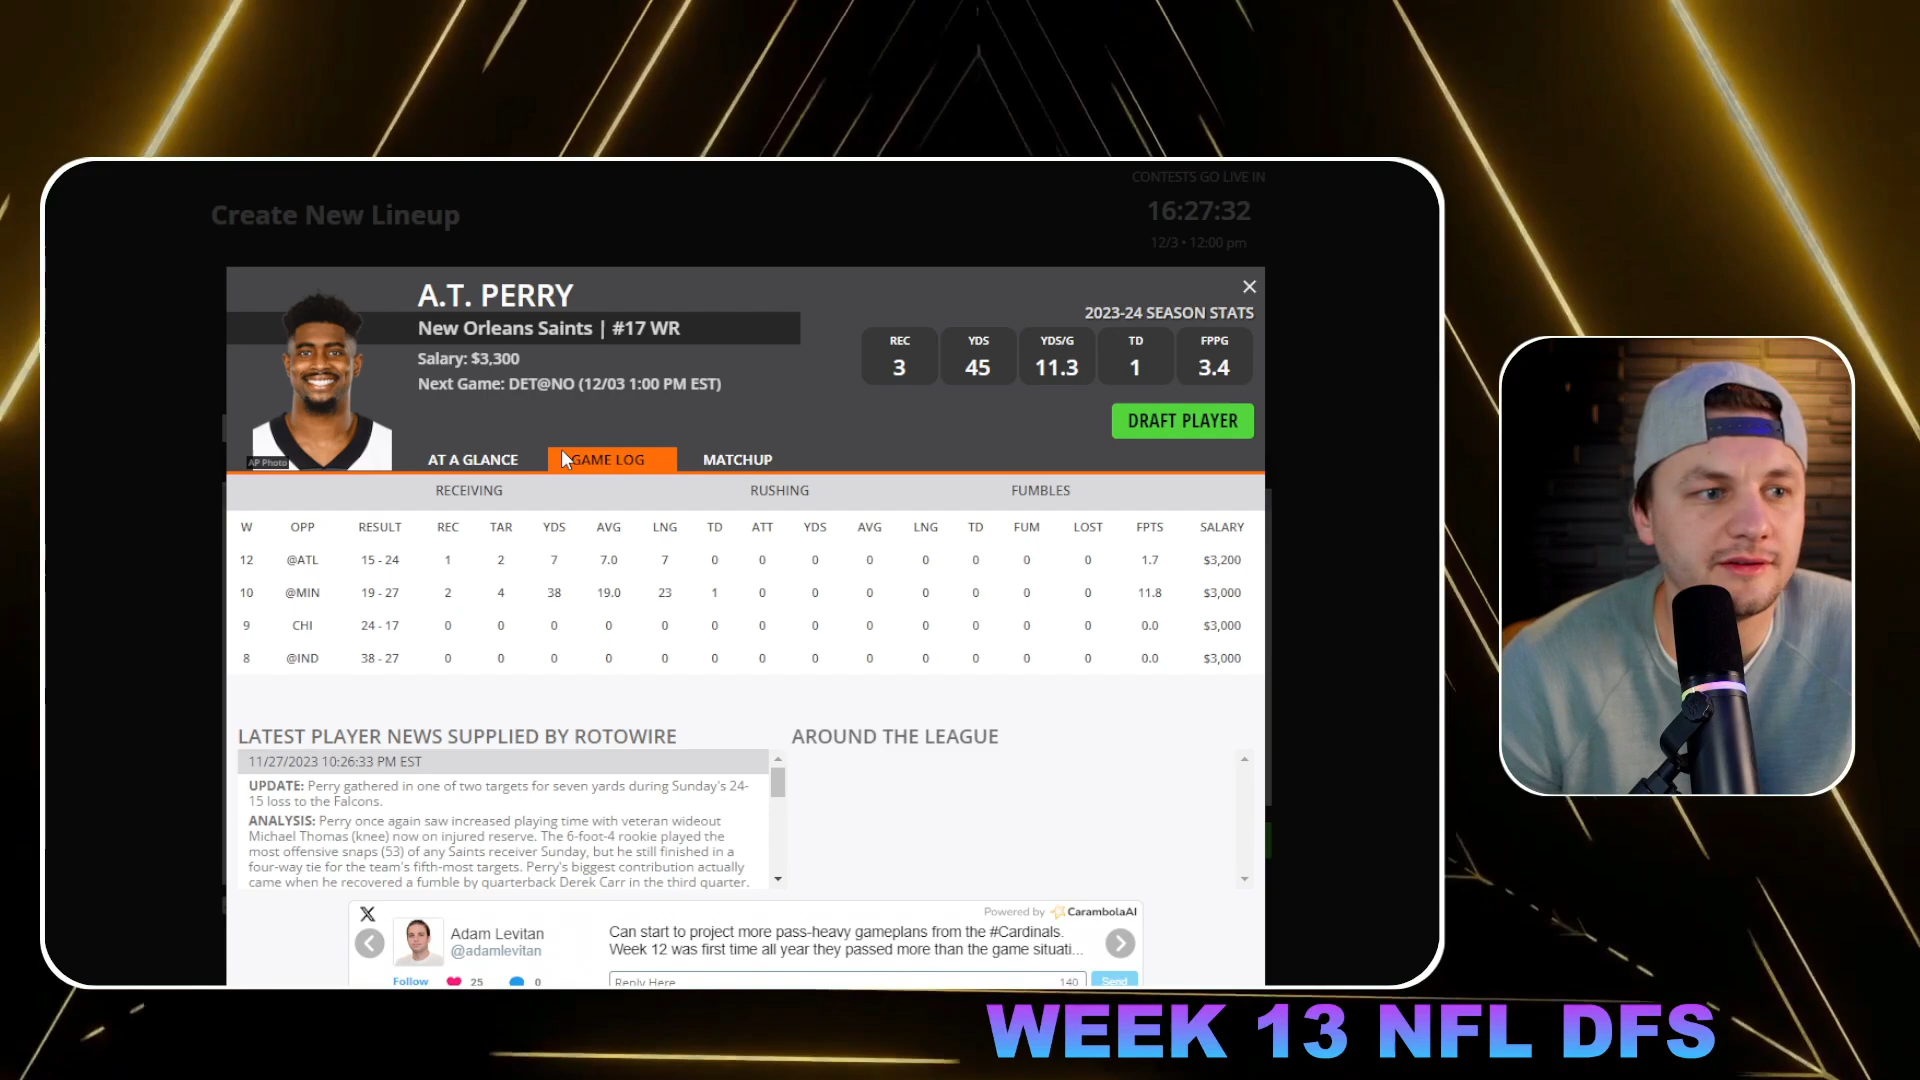 CONTESTS GO LIVE IN
Create New Lineup
16:27:32
12/3 • 12:00 pm
A.T. PERRY
New Orleans Saints | #17 WR
Salary: $3,300
Next Game: DET@NO (12/03 1:00 PM EST)
2023-24 SEASON STATS
REC YDS YDS/G TD FPPG
3 45 11.3 1 3.4
DRAFT PLAYER
AP Photo
AT A GLANCE GAME LOG MATCHUP
RECEIVING RUSHING FUMBLES
W OPP RESULT REC TAR YDS AVG LNG TD ATT YDS AVG LNG TD FUM LOST FPTS SALARY
12 @ATL 15 - 24 1 2 7 7.0 7 0 0 0 0 0 0 0 0 1.7 $3,200
10 @MIN 19 - 27 2 4 38 19.0 23 1 0 0 0 0 0 0 0 11.8 $3,000
9 CHI 24 - 17 0 0 0 0 0 0 0 0 0 0 0 0 0 0.0 $3,000
8 @IND 38 - 27 0 0 0 0 0 0 0 0 0 0 0 0 0 0.0 $3,000
LATEST PLAYER NEWS SUPPLIED BY ROTOWIRE
AROUND THE LEAGUE
11/27/2023 10:26:33 PM EST
UPDATE: Perry gathered in one of two targets for seven yards during Sunday's 24-
15 loss to the Falcons.
ANALYSIS: Perry once again saw increased playing time with veteran wideout
Michael Thomas (knee) now on injured reserve. The 6-foot-4 rookie played the
most offensive snaps (53) of any Saints receiver Sunday, but he still finished in a
four-way tie for the team's fifth-most targets. Perry's biggest contribution actually
came when he recovered a fumble by quarterback Derek Carr in the third quarter.
Powered by CarambolaAI
X
Adam Levitan
@adamlevitan
Can start to project more pass-heavy gameplans from the #Cardinals.
Week 12 was first time all year they passed more than the game situati...
Follow 25 0
Reply Here 140 Send
WEEK 13 NFL DFS